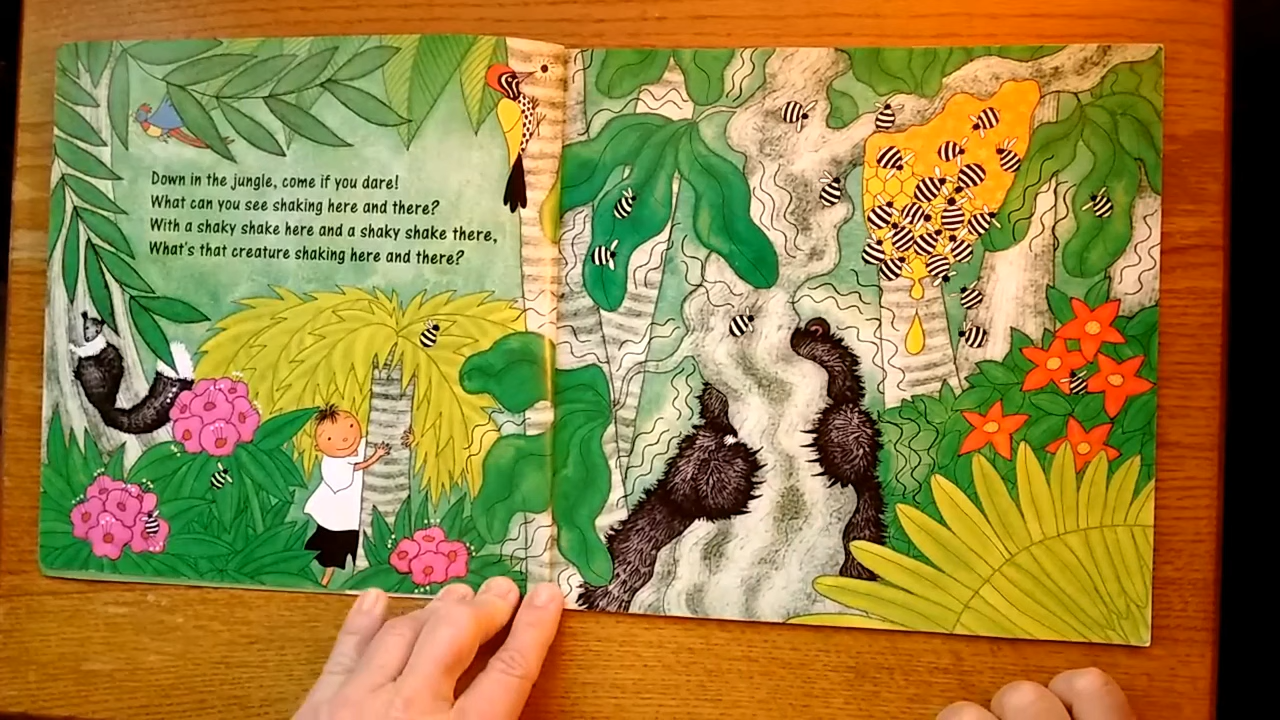 Down in the jungle, come if you dare!
What can you see shaking here and there?
With a shaky shake here and a shaky shake there,
What's that creature shaking here and there?